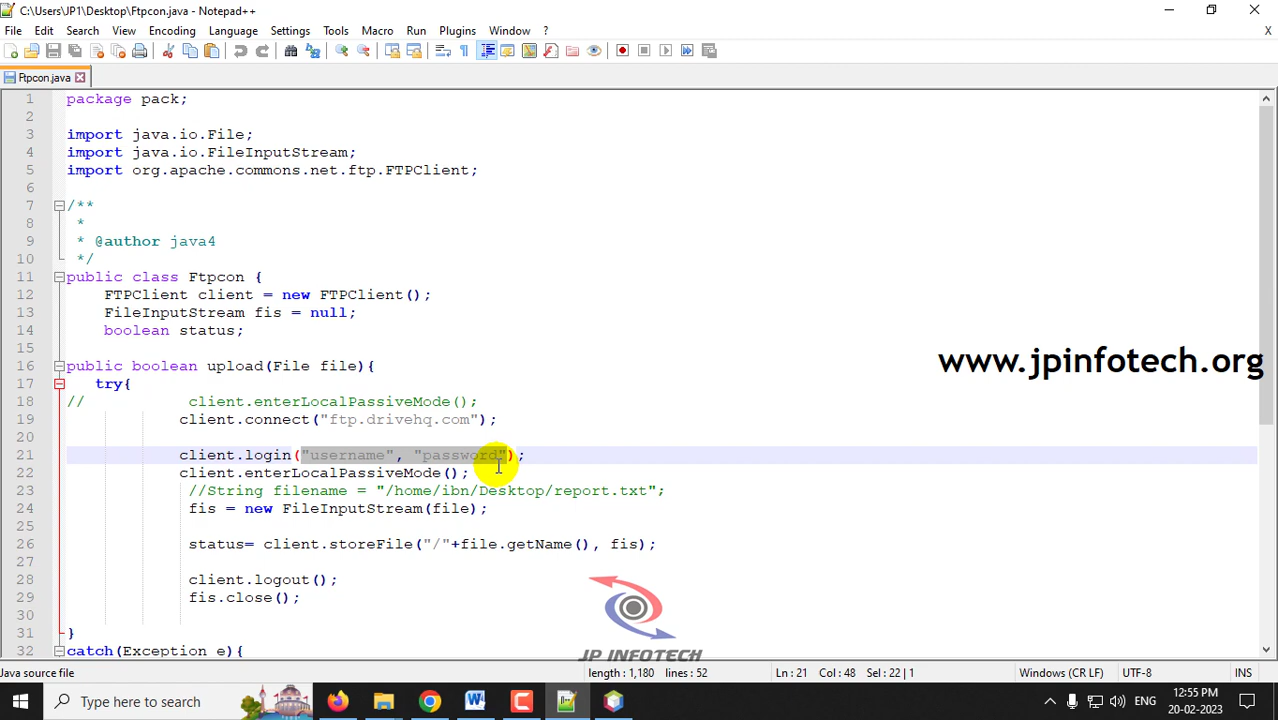 C:\Users\JP1\Desktop\Ftpcon.java - Notepad++
File Edit Search View Encoding Language Settings Tools Macro Run Plugins Window ? X
Ftpcon.java
1 package pack;
2
3 import java.io.File;
4 import java.io.FileInputStream;
5 import org.apache.commons.net.ftp.FTPClient;
6
7 /**
8 *
9 * @author java4
10 */
11 public class Ftpcon {
12 FTPClient client = new FTPClient();
13 FileInputStream fis = null;
14 boolean status;
15
16 public boolean upload(File file){
17 try{
18 // client.enterLocalPassiveMode();
19 client.connect("ftp.drivehq.com");
20
21 client.login("username", "password");
22 client.enterLocalPassiveMode();
23 //String filename = "/home/ibn/Desktop/report.txt";
24 fis = new FileInputStream(file);
25
26 status= client.storeFile("/"+file.getName(), fis);
27
28 client.logout();
29 fis.close();
30
31 }
32 catch(Exception e){
www.jpinfotech.org
JP INFOTECH
Java source file length : 1,180 lines : 52 Ln : 21 Col : 48 Sel : 22 | 1 Windows (CR LF) UTF-8 INS
Type here to search
ENG
12:55 PM
20-02-2023